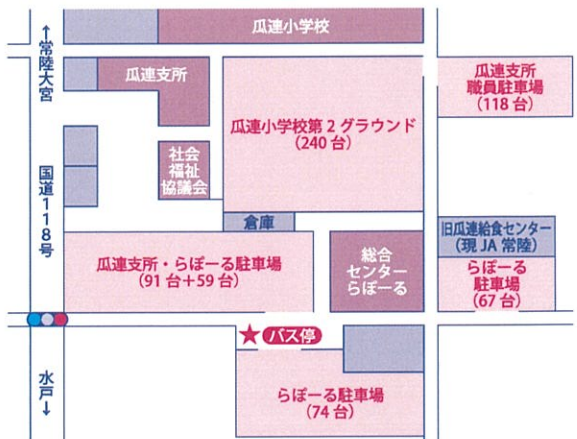 瓜連小学校
↑常陸大宮
瓜連支所
瓜連支所
職員駐車場
(118台)
瓜連小学校第2グラウンド
(240台)
社会
福祉
協議会
国道118号
倉庫
旧瓜連給食センター
(現JA常陸)
瓜連支所・らぽーる駐車場
(91台+59台)
総合
センター
らぽーる
らぽーる
駐車場
(67台)
★バス停
水戸↓
らぽーる駐車場
(74台)